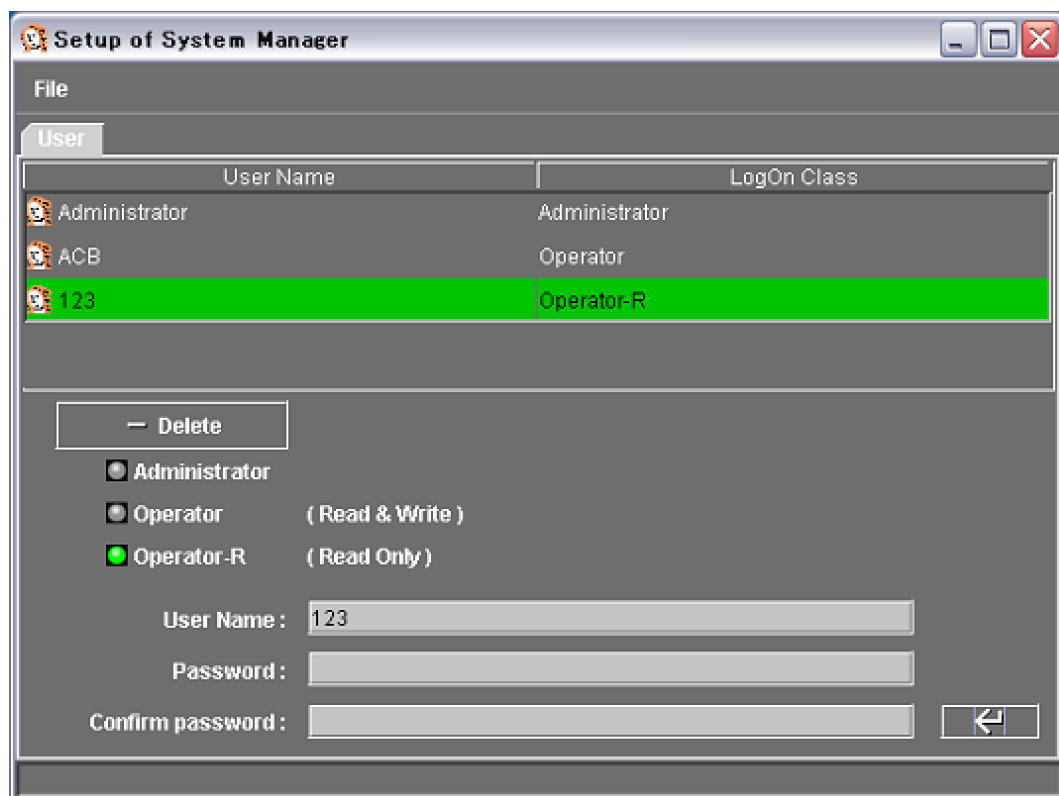 Setup of System Manager
File
User
User Name LogOn Class
Administrator Administrator
ACB Operator
123 Operator-R
— Delete
Administrator
Operator ( Read & Write )
Operator-R ( Read Only )
User Name : 123
Password :
Confirm password :